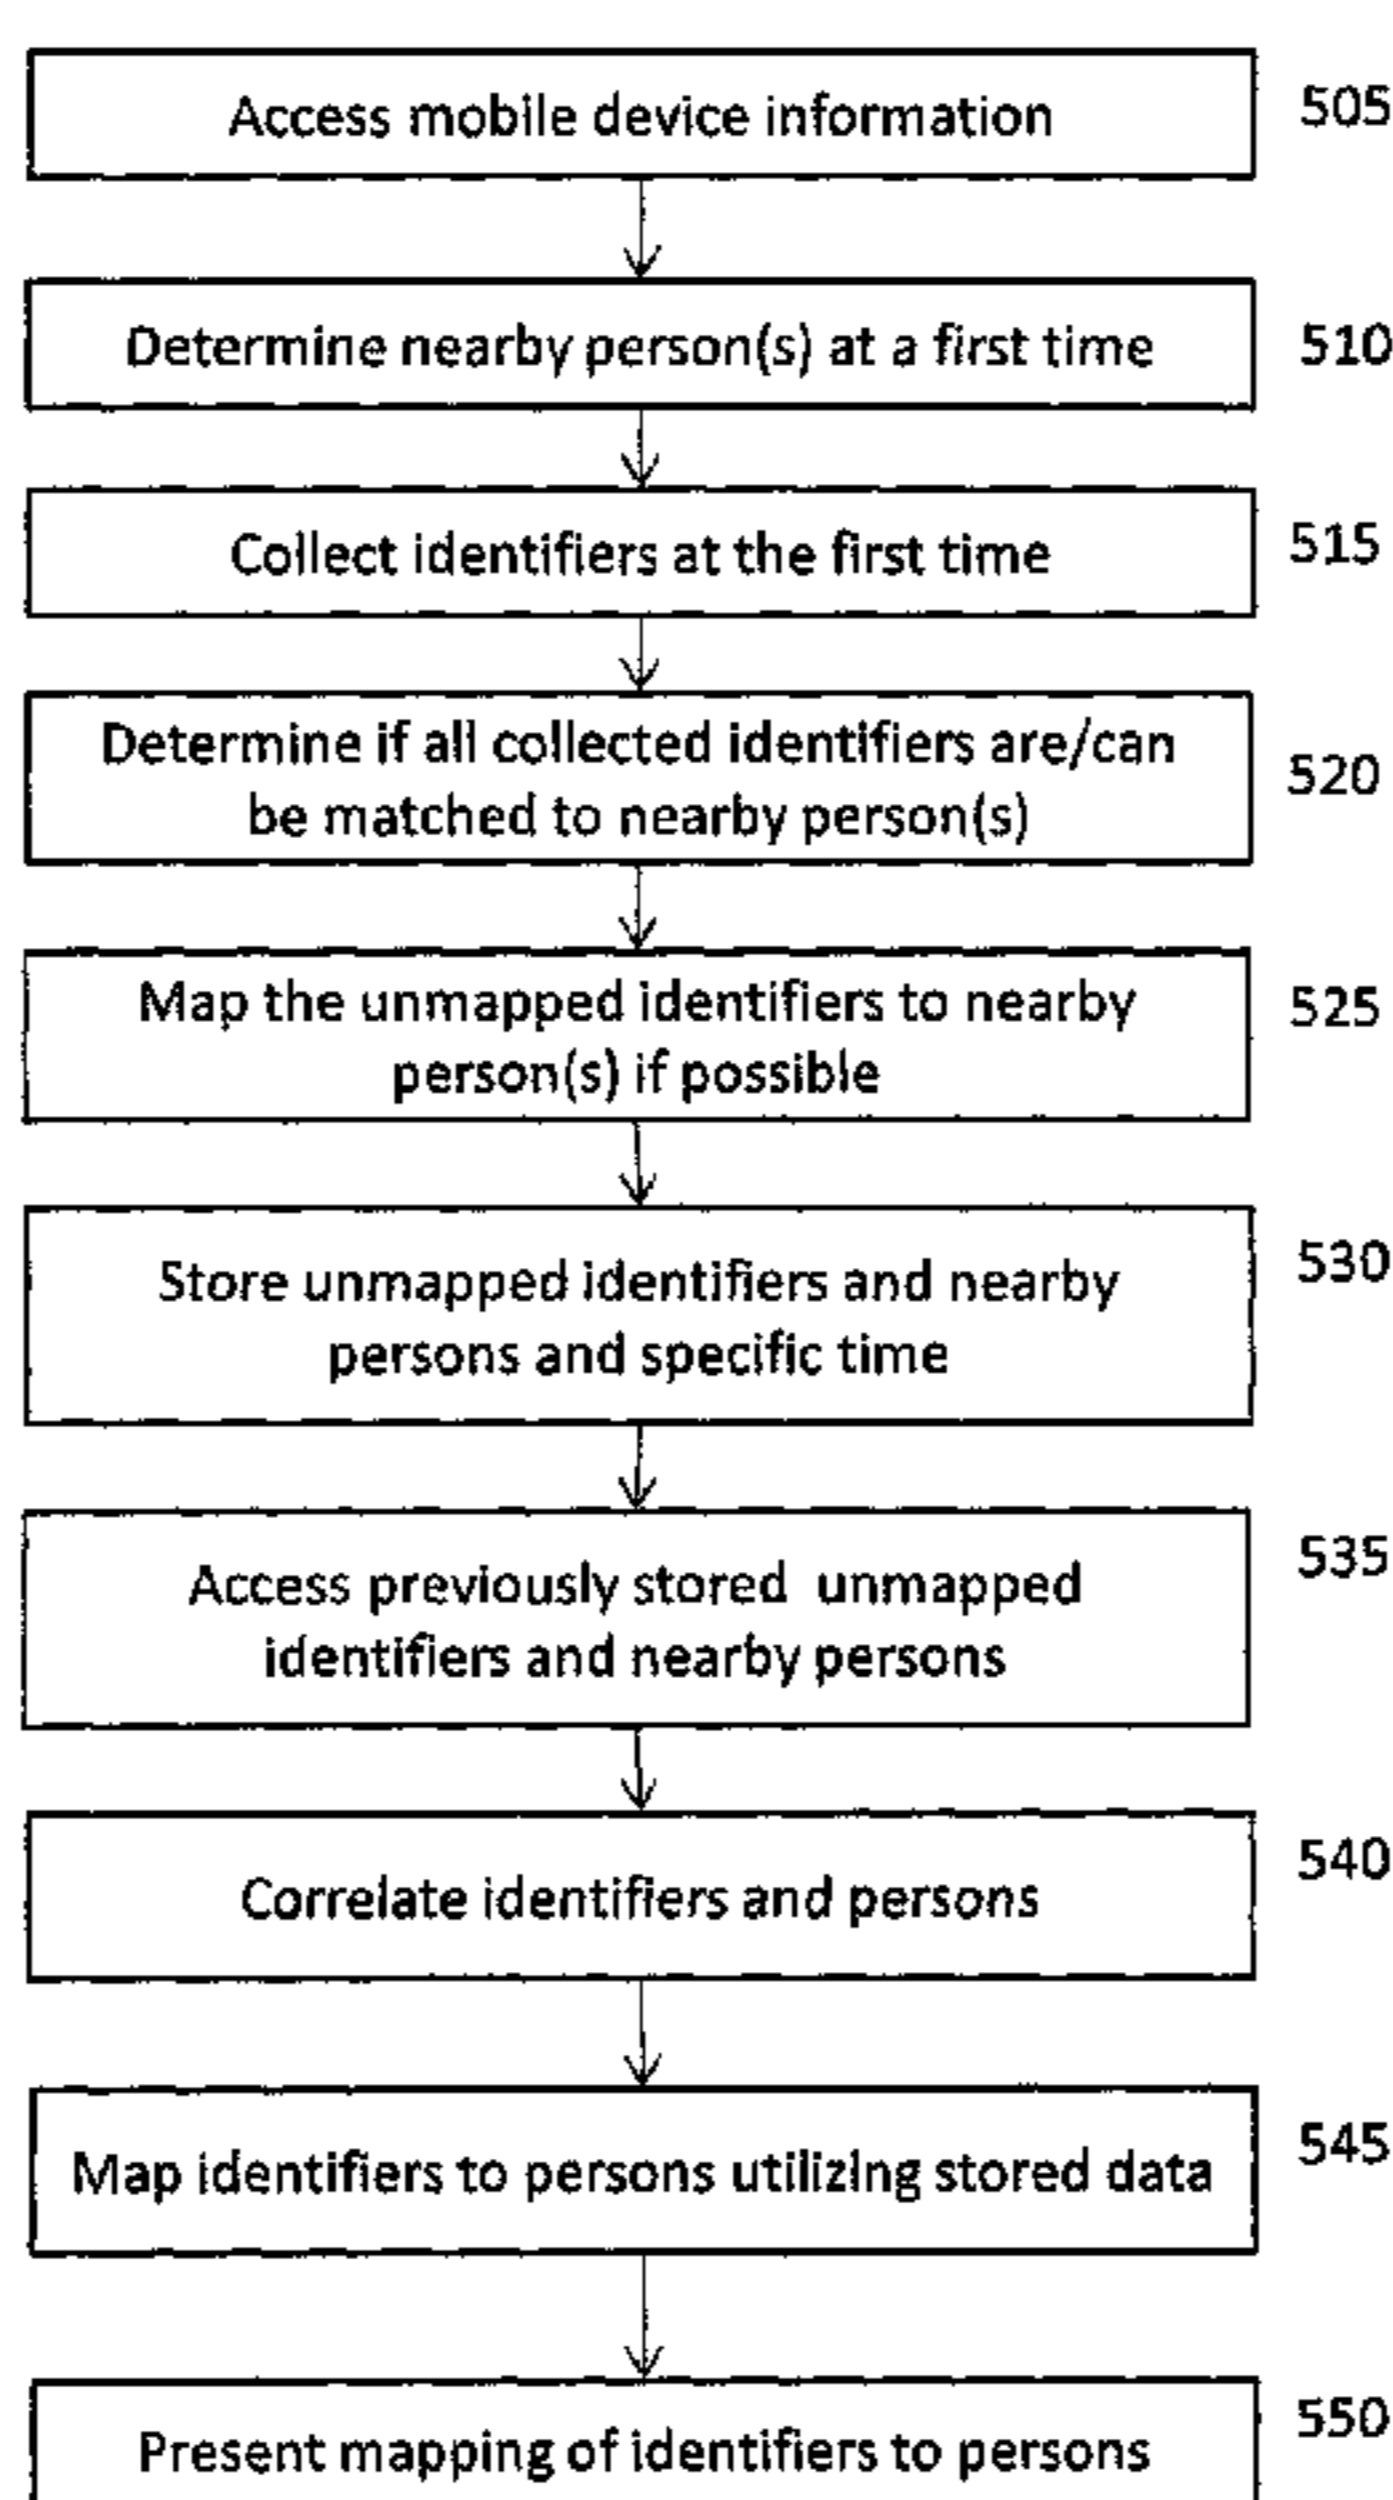 Access mobile device information
505
Determine nearby person(s) at a first time
510
Collect identifiers at the first time
515
Determine if all collected identifiers are/can
be matched to nearby person(s)
520
Map the unmapped identifiers to nearby
person(s) if possible
525
Store unmapped identifiers and nearby
persons and specific time
530
Access previously stored unmapped
identifiers and nearby persons
535
Correlate identifiers and persons
540
Map identifiers to persons utilizing stored data
545
Present mapping of identifiers to persons
550